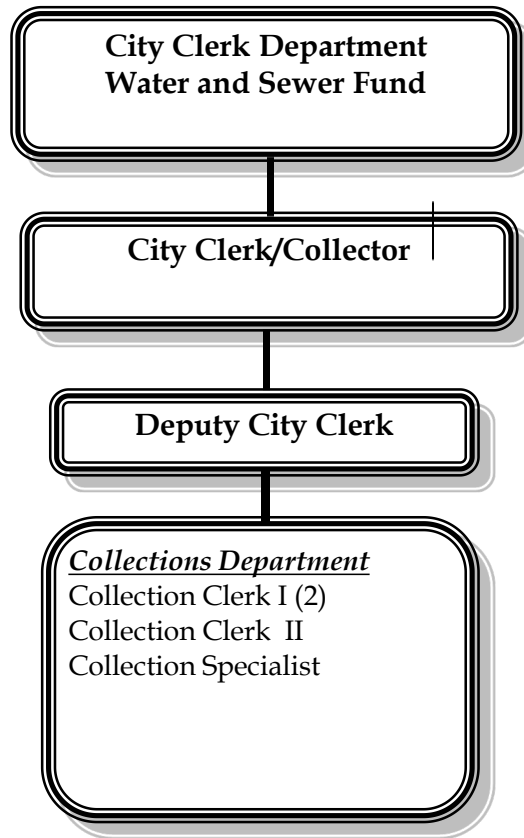 City Clerk Department
Water and Sewer Fund
City Clerk/Collector
Deputy City Clerk
Collections Department
Collection Clerk I (2)
Collection Clerk  II
Collection Specialist